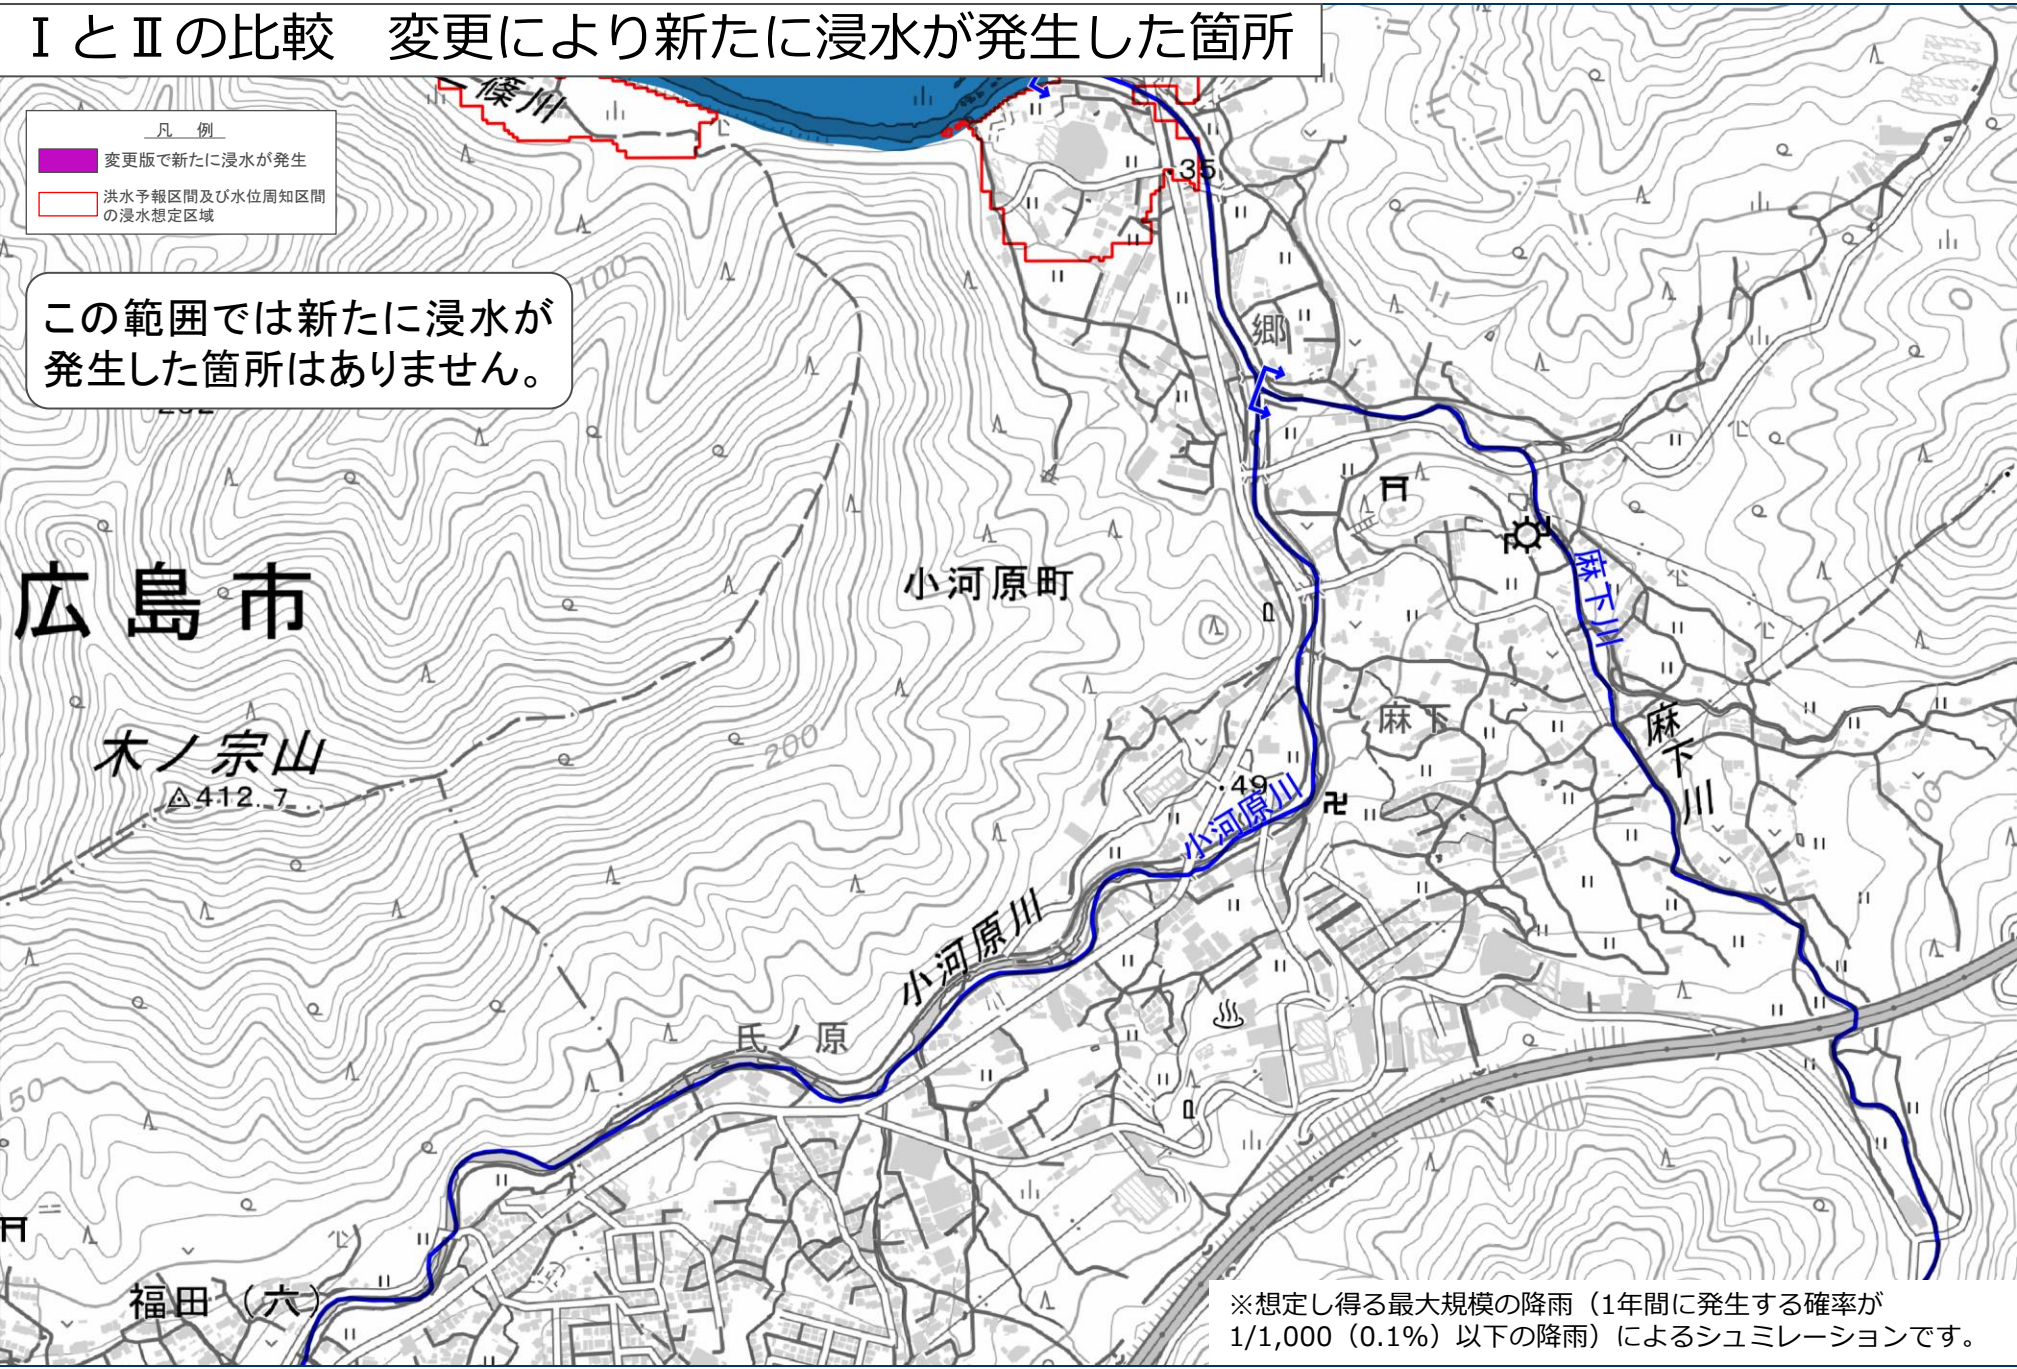 ⅠとⅡの比較　変更により新たに浸水が発生した箇所
三篠川
凡　例
変更版で新たに浸水が発生
洪水予報区間及び水位周知区間
の浸水想定区域
この範囲では新たに浸水が
発生した箇所はありません。
100
35
郷
広島市
小河原町
麻下川
麻下
麻下川
木ノ宗山
412.7
200
49
小河原川
小河原川
氏ノ原
50
福田（六）
※想定し得る最大規模の降雨（1年間に発生する確率が
1/1,000（0.1%）以下の降雨）によるシュミレーションです。